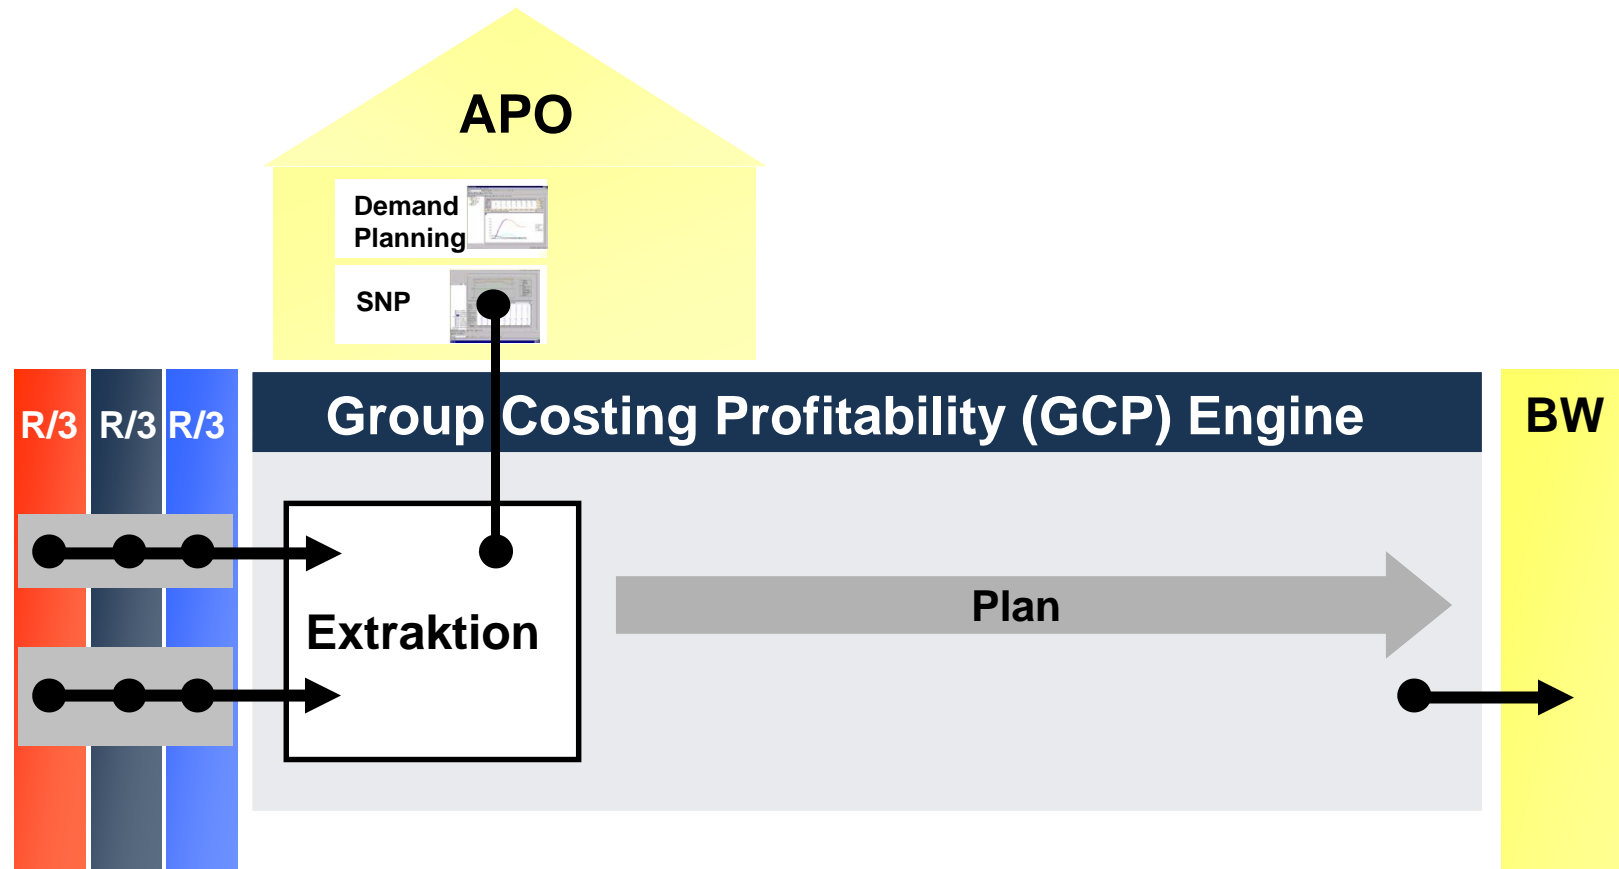 APO
Demand
Planning
SNP
R/3 R/3 R/3
Group Costing Profitability (GCP) Engine
BW
Extraktion
Plan